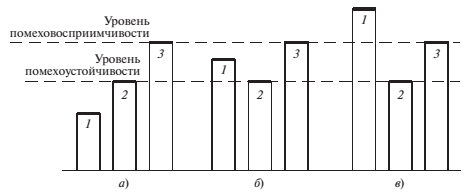 Уровень
помеховосприимчивости
Уровень
помехоустойчивости
1
2
3
1
2
3
1
2
3
а)
б)
в)